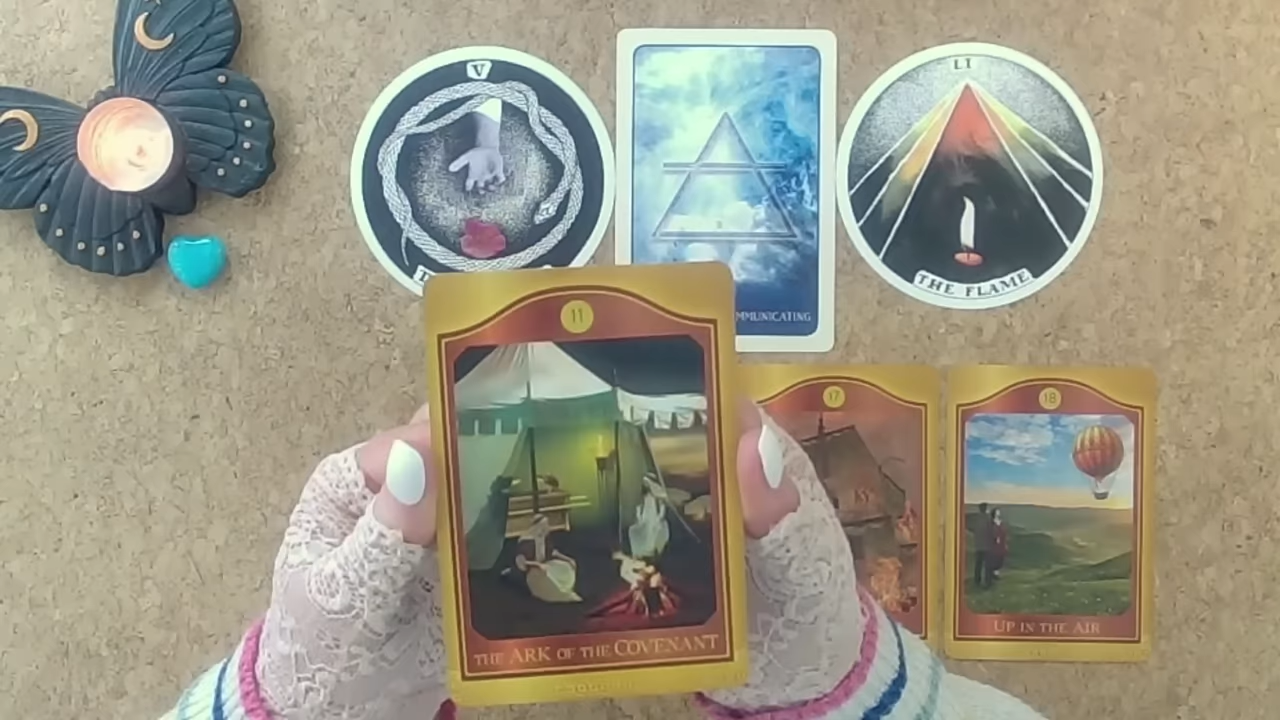 V
LI
THE FLAME
MMUNICATING
11
THE ARK OF THE COVENANT
17
18
UP IN THE AIR